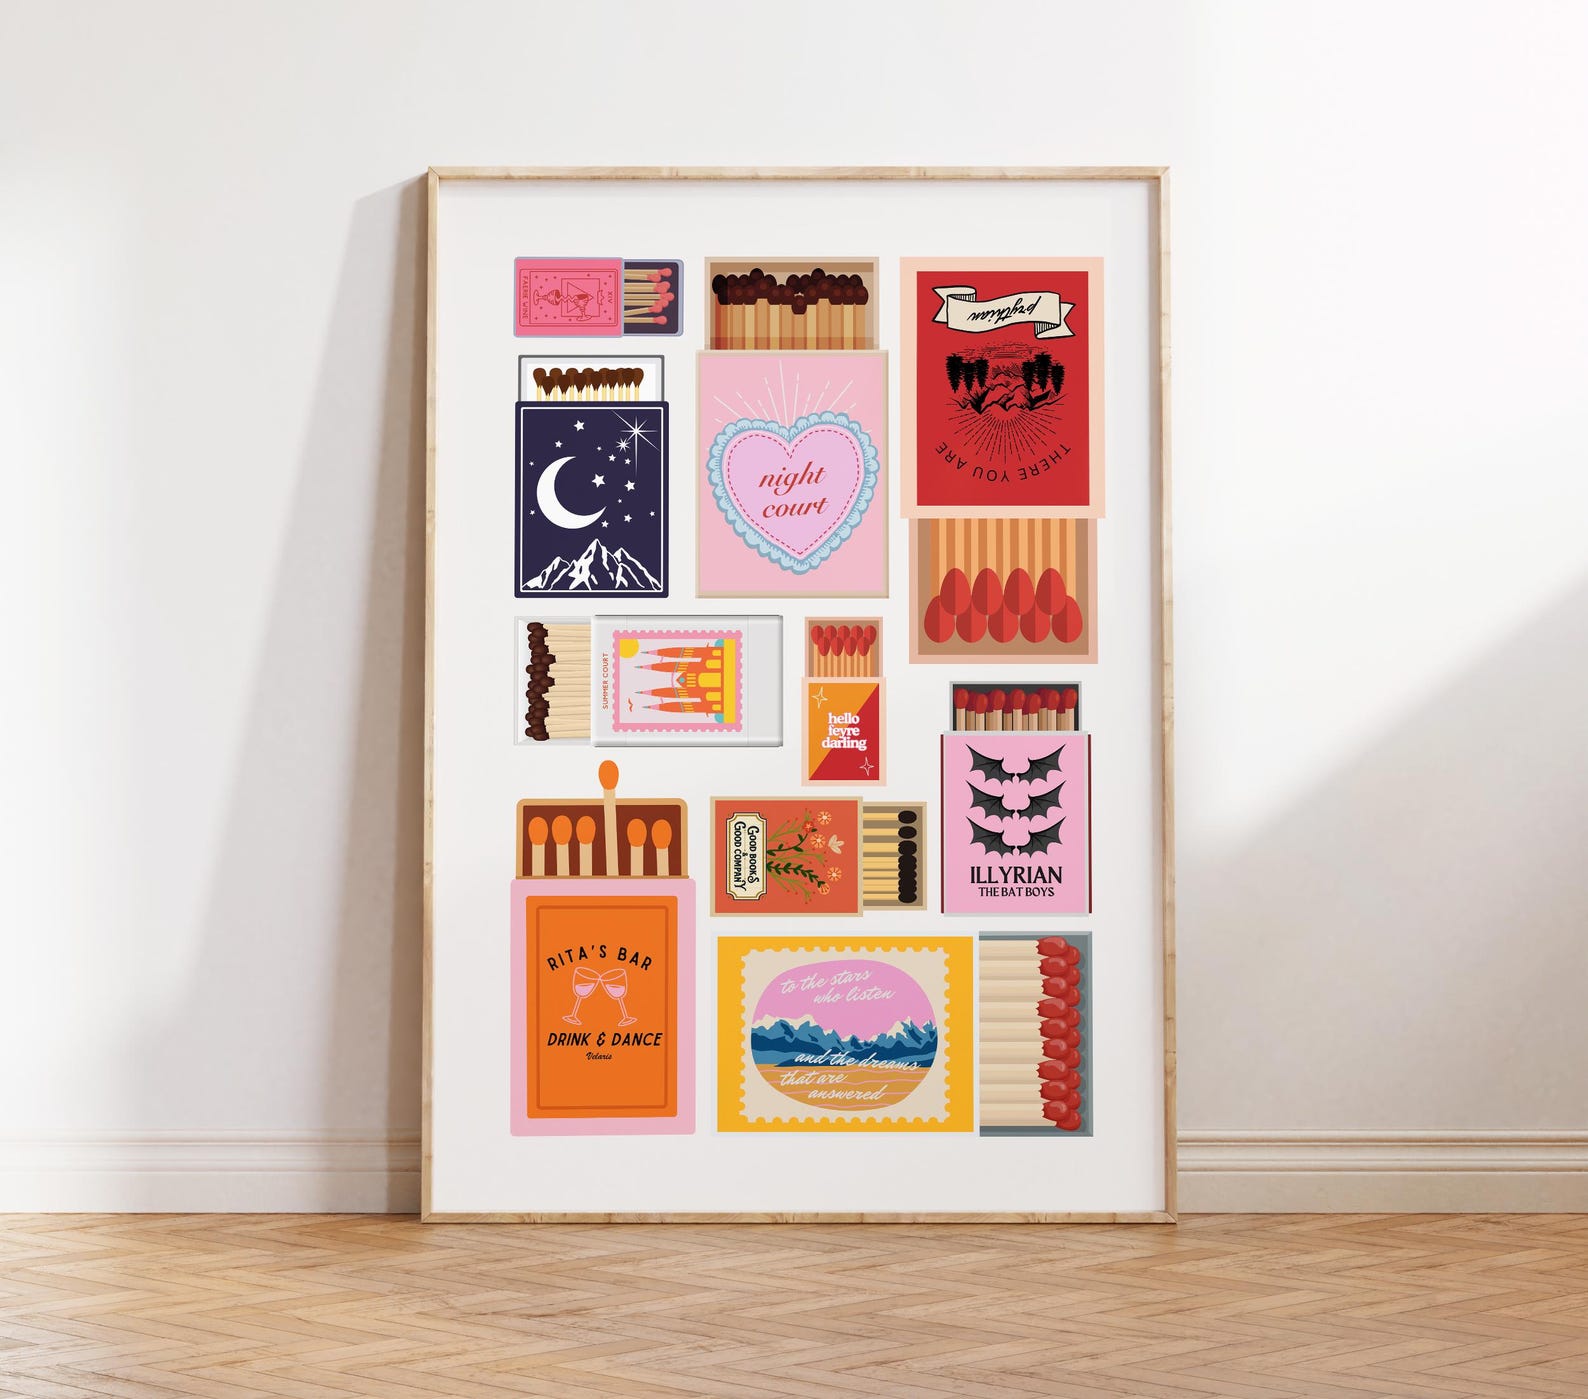 FAERIE WINE
XIV
night
court
prythian
THERE YOU ARE
SUMMER COURT
hello
feyre
darling
GOOD BOOKS
&
GOOD COMPANY
ILLYRIAN
THE BAT BOYS
RITA'S BAR
DRINK & DANCE
Velaris
to the stars
who listen
and the dreams
that are
answered